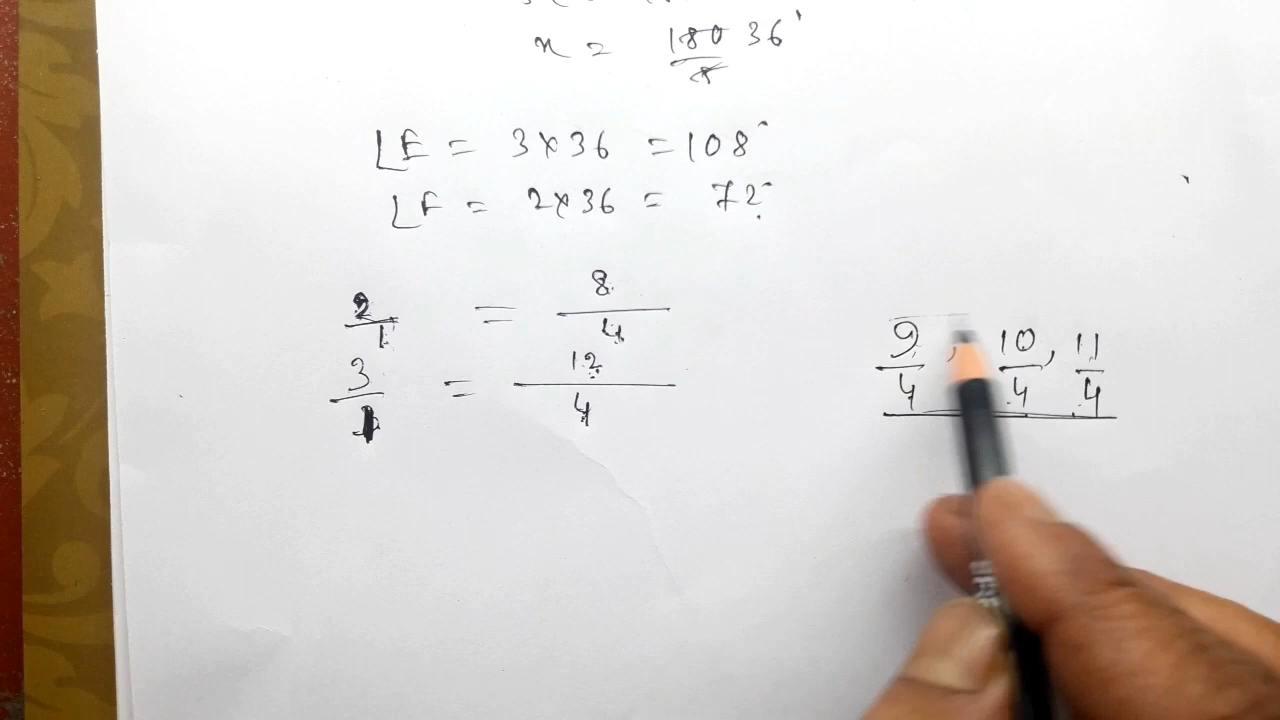 x = 180/5 36°
∠E = 3×36 = 108°
∠F = 2×36 = 72°
2/1 = 8/4
3/1 = 12/4
9/4, 10/4, 11/4